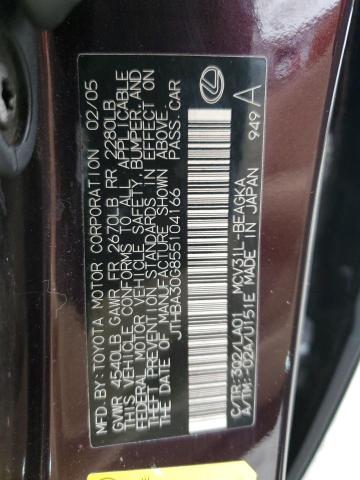 MFD. BY: TOYOTA MOTOR CORPORATION 02/05
GVWR 4540LB GAWR FR 2670LB RR 2280LB
THIS VEHICLE CONFORMS TO ALL APPLICABLE
FEDERAL MOTOR VEHICLE SAFETY, BUMPER, AND
THEFT PREVENTION STANDARDS IN EFFECT ON
THE DATE OF MANUFACTURE SHOWN ABOVE.
JTHBA30G855104166 PASS.CAR
C/TR:3Q2/LA01 MCV31L-BEAGKA
A/TM:-302A/U151E MADE IN JAPAN
949 A